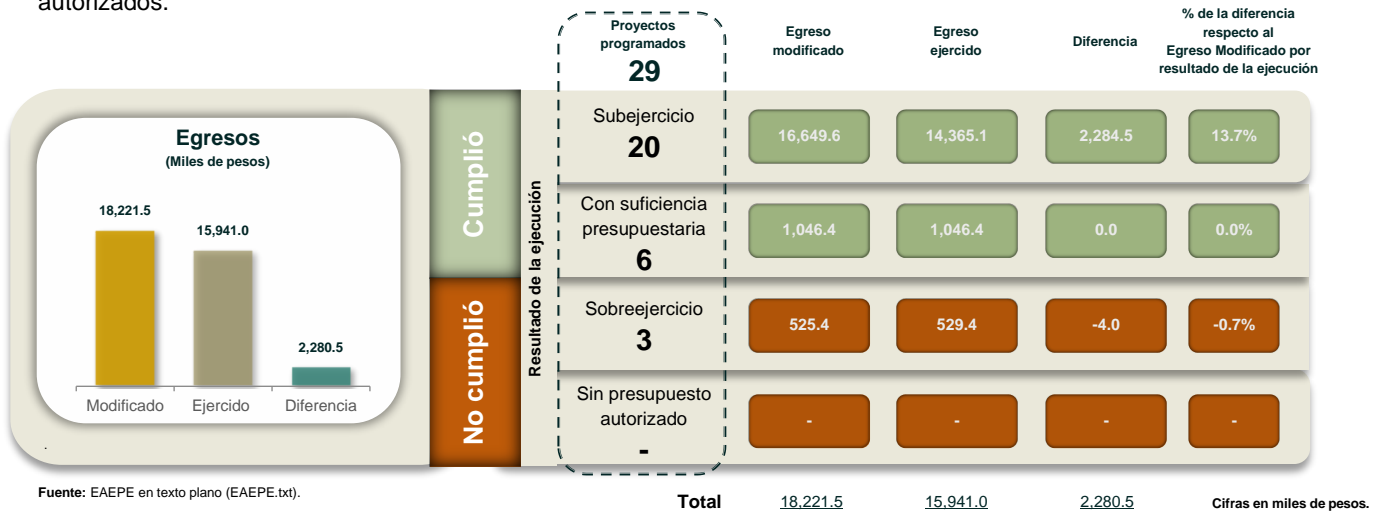 autorizados.
Proyectos
programados
29
Egreso
modificado
Egreso
ejercido
Diferencia
% de la diferencia
respecto al
Egreso Modificado por
resultado de la ejecución
Egresos
(Miles de pesos)
18,221.5
15,941.0
2,280.5
Modificado
Ejercido
Diferencia
.
Cumplió
No cumplió
Resultado de la ejecución
Subejercicio
20
16,649.6
14,365.1
2,284.5
13.7%
Con suficiencia
presupuestaria
6
1,046.4
1,046.4
0.0
0.0%
Sobreejercicio
3
525.4
529.4
-4.0
-0.7%
Sin presupuesto
autorizado
-
-
-
-
-
Fuente: EAEPE en texto plano (EAEPE.txt).
Total
18,221.5
15,941.0
2,280.5
Cifras en miles de pesos.